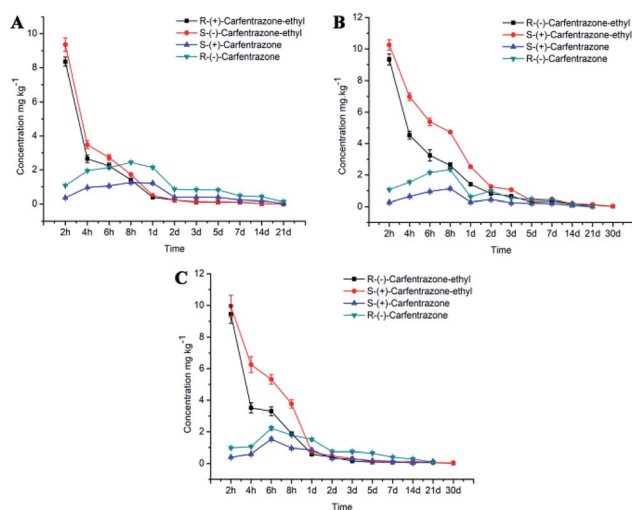 A
R-(+)-Carfentrazone-ethyl
S-(-)-Carfentrazone-ethyl
S-(+)-Carfentrazone
R-(-)-Carfentrazone
Concentration mg kg-1
10
8
6
4
2
0
2h 4h 6h 8h 1d 2d 3d 5d 7d 14d 21d
Time
B
R-(-)-Carfentrazone-ethyl
S-(+)-Carfentrazone-ethyl
S-(+)-Carfentrazone
R-(-)-Carfentrazone
Concentration mg.kg-1
12
10
8
6
4
2
0
2h 4h 6h 8h 1d 2d 3d 5d 7d 14d 21d 30d
Time
C
R-(-)-Carfentrazone-ethyl
S-(+)-Carfentrazone-ethyl
S-(+)-Carfentrazone
R-(-)-Carfentrazone
Concentration mg kg-1
12
10
8
6
4
2
0
2h 4h 6h 8h 1d 2d 3d 5d 7d 14d 21d 30d
Time